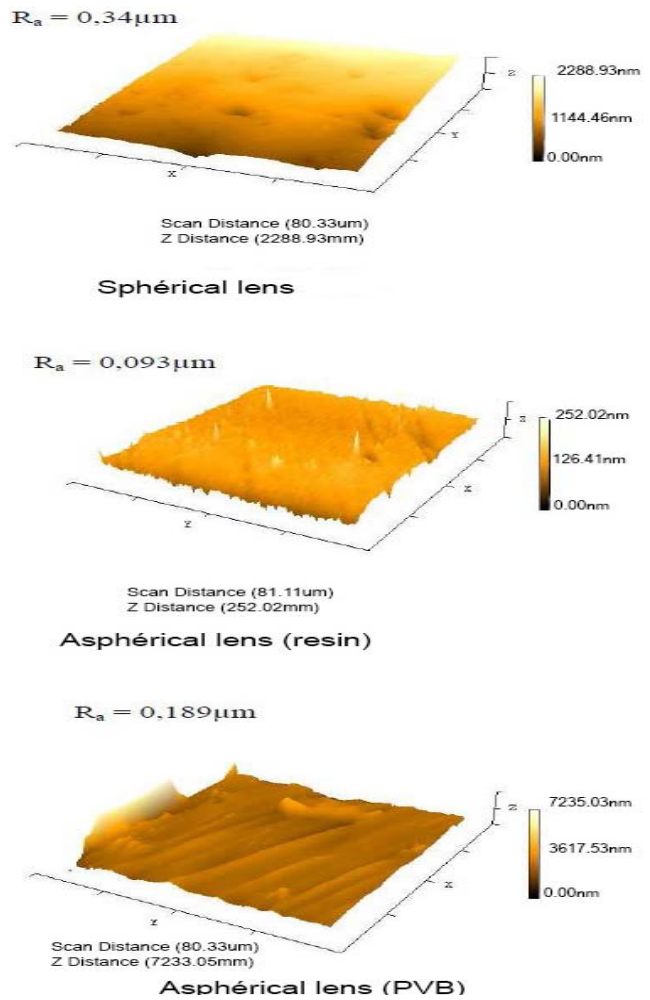 Rₐ = 0,34µm
2288.93nm
1144.46nm
0.00nm
Z
Y
X
Scan Distance (80.33um)
Z Distance (2288.93mm)
Sphérical lens
Rₐ = 0,093µm
252.02nm
126.41nm
0.00nm
Z
X
Y
Scan Distance (81.11um)
Z Distance (252.02mm)
Asphérical lens (resin)
Rₐ = 0,189µm
7235.03nm
3617.53nm
0.00nm
Z
X
Y
Scan Distance (80.33um)
Z Distance (7233.05mm)
Asphérical lens (PVB)